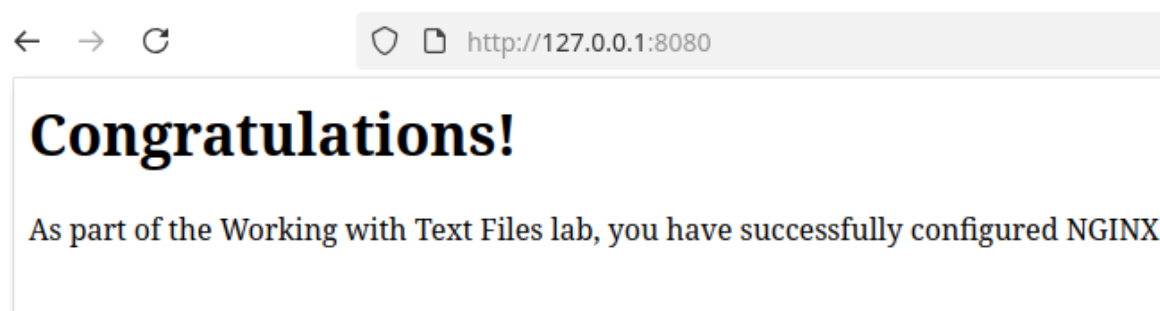 http://127.0.0.1:8080
Congratulations!
As part of the Working with Text Files lab, you have successfully configured NGINX